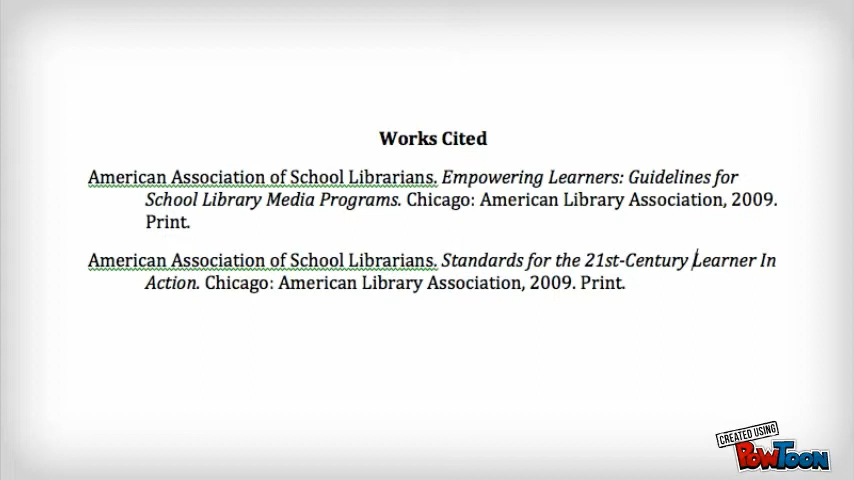 Works Cited
American Association of School Librarians. Empowering Learners: Guidelines for
School Library Media Programs. Chicago: American Library Association, 2009.
Print.
American Association of School Librarians. Standards for the 21st-Century Learner In
Action. Chicago: American Library Association, 2009. Print.
CREATED USING
POWTOON